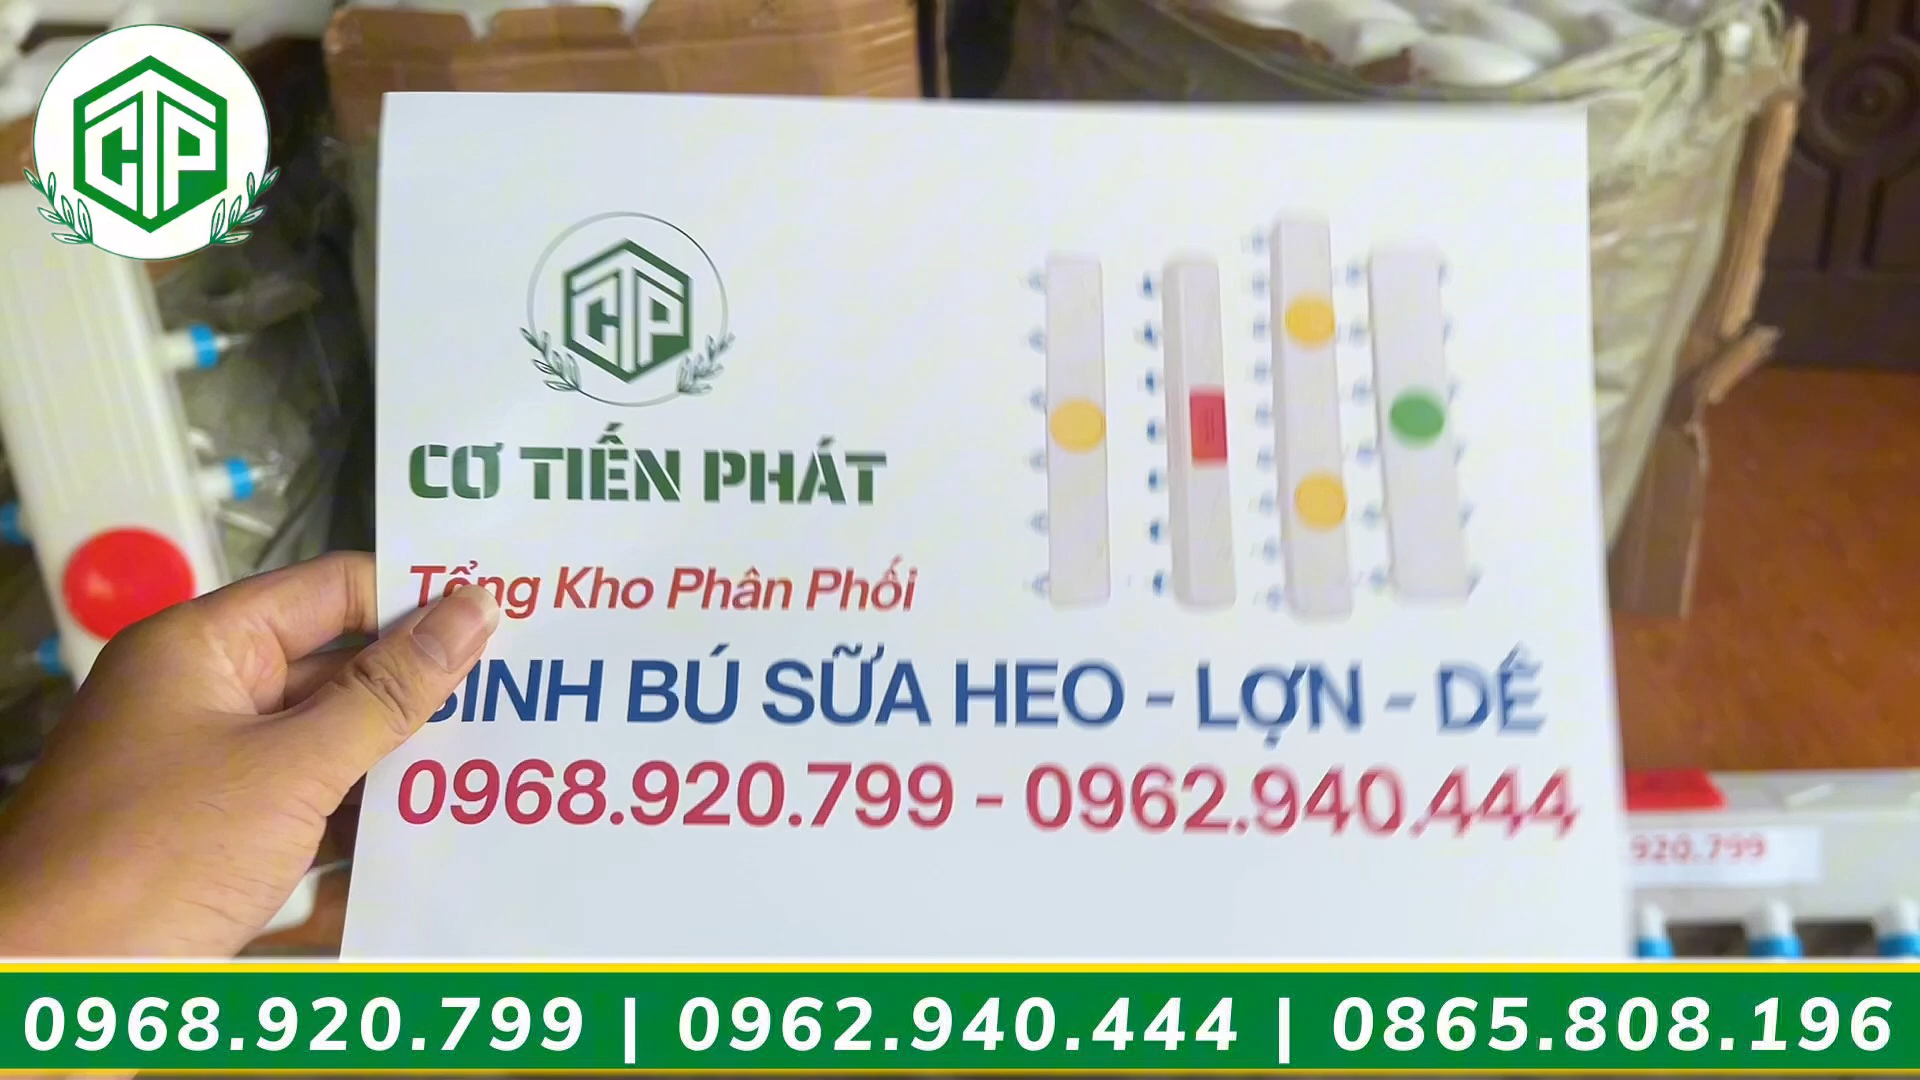 CTP
CTP
CƠ TIẾN PHÁT
Tổng Kho Phân Phối
BÌNH BÚ SỮA HEO - LỢN - DÊ
0968.920.799 - 0962.940.444
920.799
0968.920.799 | 0962.940.444 | 0865.808.196